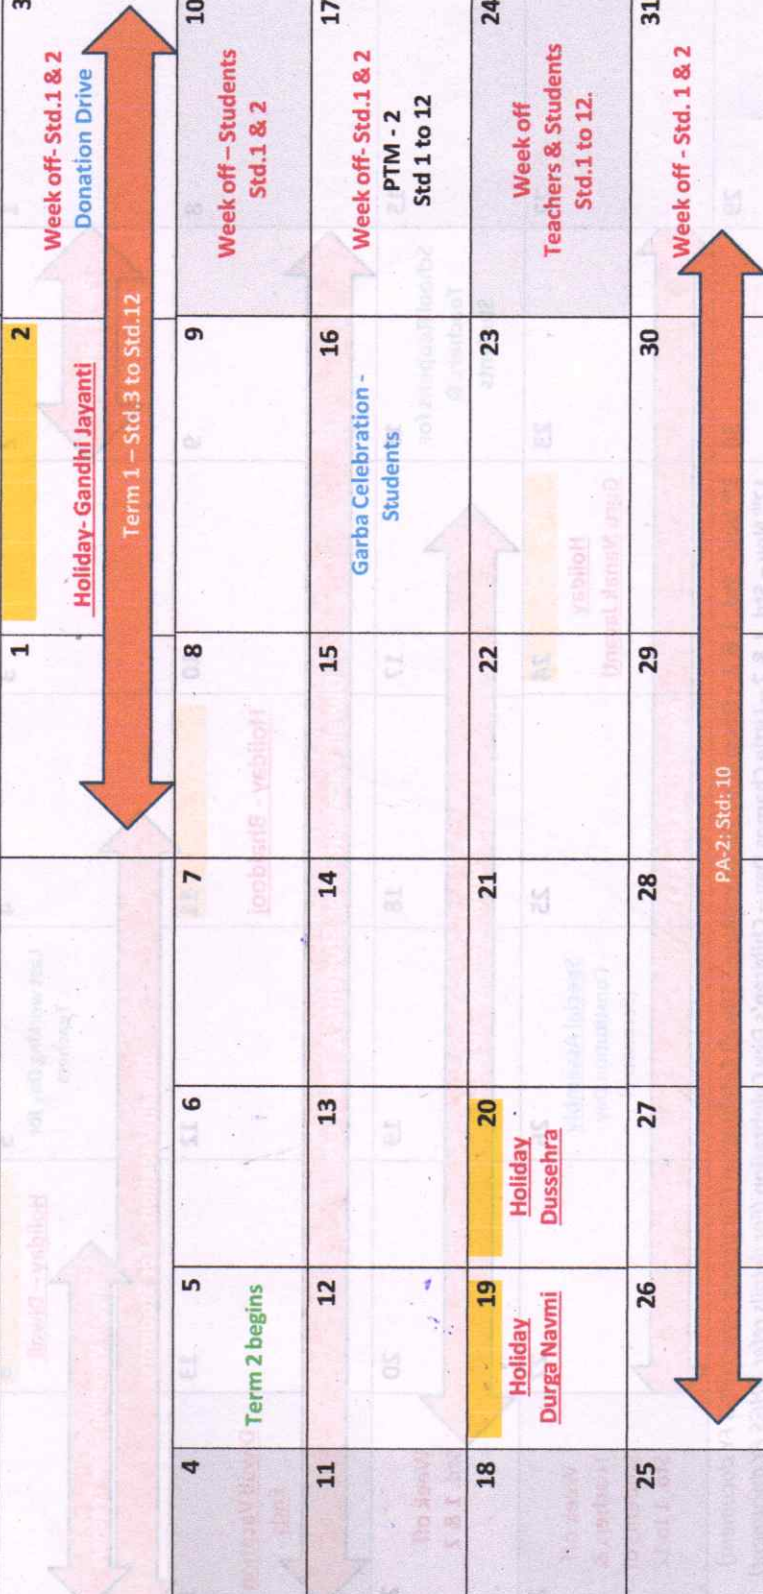 1
2
3
Holiday- Gandhi Jayanti
Week off- Std.1 & 2
Donation Drive
Term 1 – Std.3 to Std.12
4
5
6
7
8
9
10
Term 2 begins
Week off – Students
Std.1 & 2
11
12
13
14
15
16
17
Garba Celebration -
Students
Week off- Std.1 & 2
PTM - 2
Std 1 to 12
18
19
20
21
22
23
24
Holiday
Durga Navmi
Holiday
Dussehra
Week off
Teachers & Students
Std.1 to 12.
25
26
27
28
29
30
31
Week off - Std. 1 & 2
PA-2: Std: 10